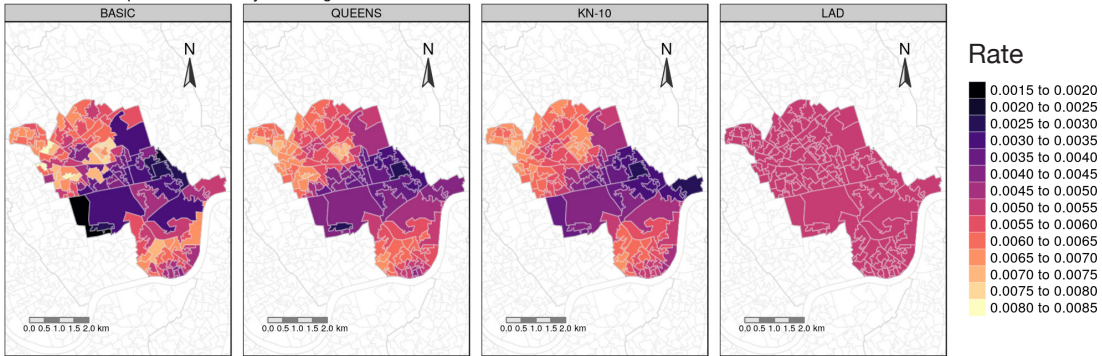 BASIC
QUEENS
KN-10
LAD
N
N
N
N
0.0 0.5 1.0 1.5 2.0 km
0.0 0.5 1.0 1.5 2.0 km
0.0 0.5 1.0 1.5 2.0 km
0.0 0.5 1.0 1.5 2.0 km
Rate
0.0015 to 0.0020
0.0020 to 0.0025
0.0025 to 0.0030
0.0030 to 0.0035
0.0035 to 0.0040
0.0040 to 0.0045
0.0045 to 0.0050
0.0050 to 0.0055
0.0055 to 0.0060
0.0060 to 0.0065
0.0065 to 0.0070
0.0070 to 0.0075
0.0075 to 0.0080
0.0080 to 0.0085